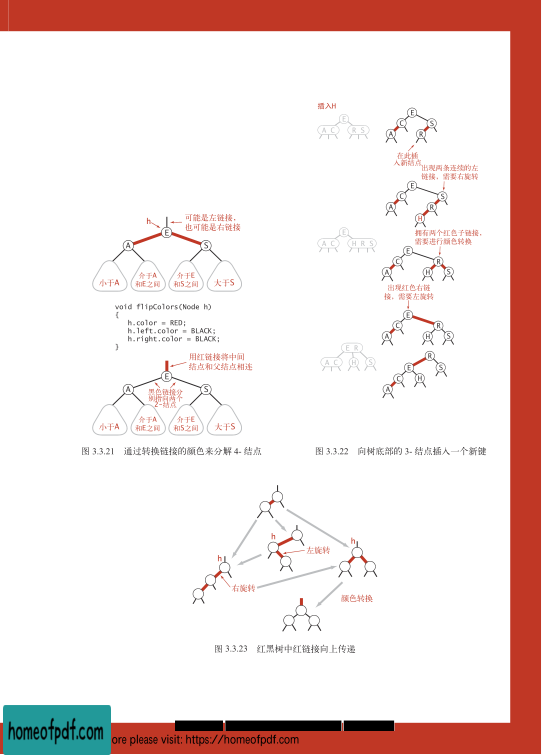 插入H
E
A C
R S
E
C
S
A
R
在此插
入新结点
出现两条连续的左
链接，需要右旋转
E
C
S
A
R
H
E
A C
H R S
拥有两个红色子链接，
需要进行颜色转换
E
C
R
A
H
S
出现红色右链
接，需要左旋转
E
C
R
A
H
S
E R
A C
H
S
R
E
S
C
H
A
可能是左链接，
也可能是右链接
h
E
A
S
小于A
介于A
和E之间
介于E
和S之间
大于S
void flipColors(Node h)
{
h.color = RED;
h.left.color = BLACK;
h.right.color = BLACK;
}
用红链接将中间
结点和父结点相连
E
A
S
黑色链接分
别指向两个
2-结点
小于A
介于A
和E之间
介于E
和S之间
大于S
图 3.3.21 通过转换链接的颜色来分解 4- 结点
图 3.3.22 向树底部的 3- 结点插入一个新键
h
左旋转
h
h
右旋转
颜色转换
图 3.3.23 红黑树中红链接向上传递
homeofpdf.com
ore please visit: https://homeofpdf.com